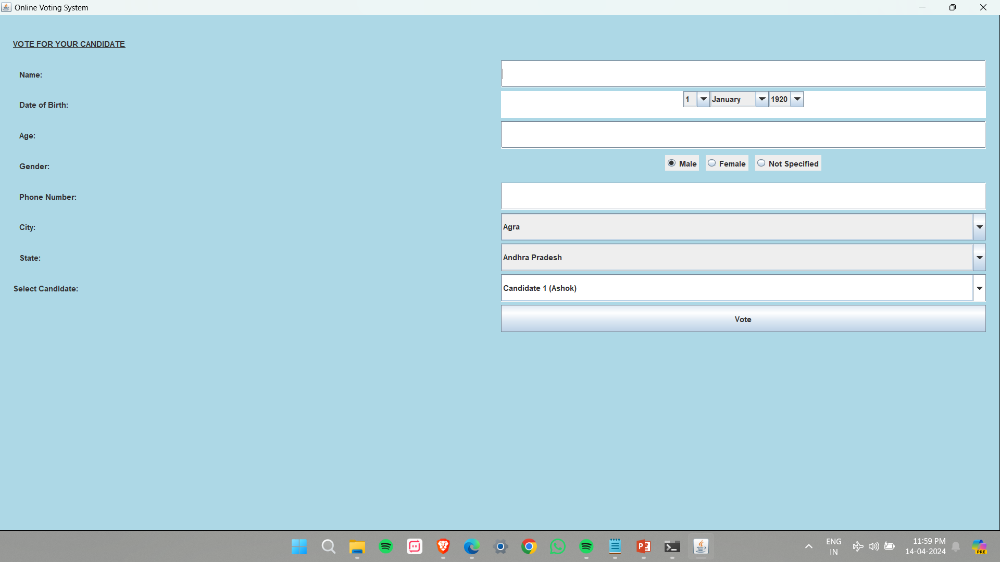 Online Voting System
VOTE FOR YOUR CANDIDATE
Name:
Date of Birth: 1 January 1920
Age:
Gender: Male Female Not Specified
Phone Number:
City: Agra
State: Andhra Pradesh
Select Candidate: Candidate 1 (Ashok)
Vote
ENG 11:59 PM
IN 14-04-2024
PRE